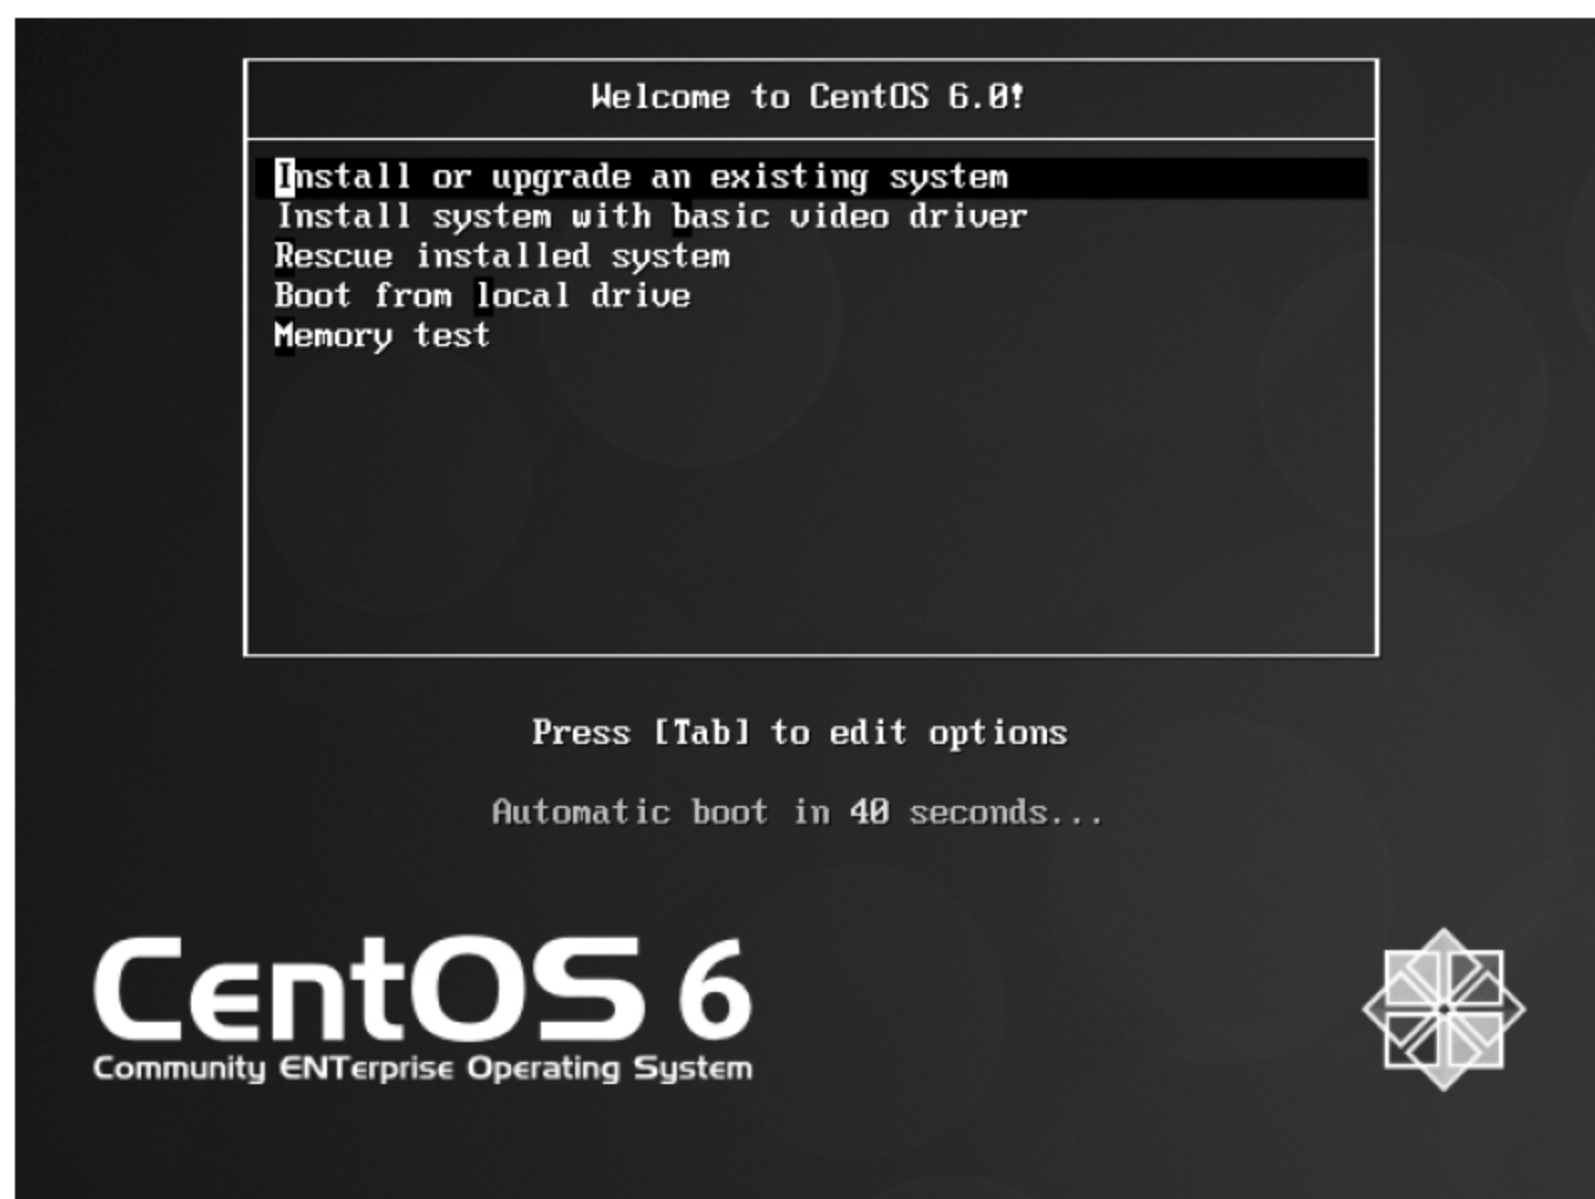 Welcome to CentOS 6.0!
Install or upgrade an existing system
Install system with basic video driver
Rescue installed system
Boot from local drive
Memory test
Press [Tab] to edit options
Automatic boot in 40 seconds...
CentOS 6
Community ENTerprise Operating System